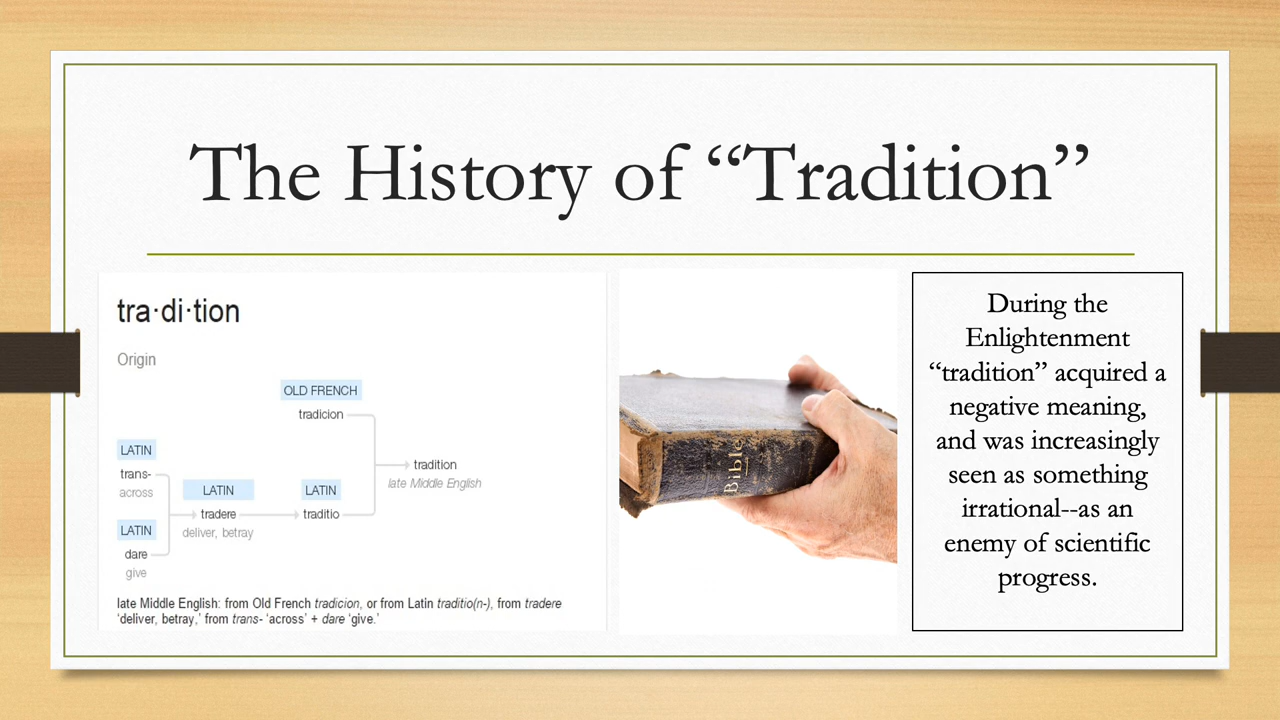 The History of “Tradition”
tra·di·tion
Origin
OLD FRENCH
tradicion
LATIN
trans-
across
LATIN
tradere
deliver, betray
LATIN
traditio
tradition
late Middle English
LATIN
dare
give
late Middle English: from Old French tradicion, or from Latin traditio(n-), from tradere
‘deliver, betray,’ from trans- ‘across’ + dare ‘give.’
Bible
During the
Enlightenment
“tradition” acquired a
negative meaning,
and was increasingly
seen as something
irrational--as an
enemy of scientific
progress.